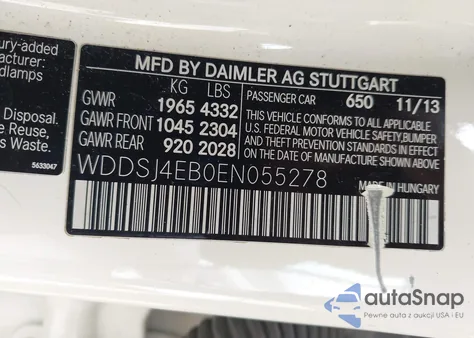 ury-added
mercury:
adlamps
Disposal.
e Reuse,
s Waste.
5633047
MFD BY DAIMLER AG STUTTGART
KG LBS
GVWR 1965 4332
GAWR FRONT 1045 2304
GAWR REAR 920 2028
PASSENGER CAR 650 11/13
THIS VEHICLE CONFORMS TO ALL APPLICABLE
U.S. FEDERAL MOTOR VEHICLE SAFETY,BUMPER
AND THEFT PREVENTION STANDARDS IN EFFECT
ON THE DATE OF MANUFACTURE SHOWN ABOVE.
WDDSJ4EB0EN055278
MADE IN HUNGARY
autaSnap
Pewne auta z aukcji USA i EU